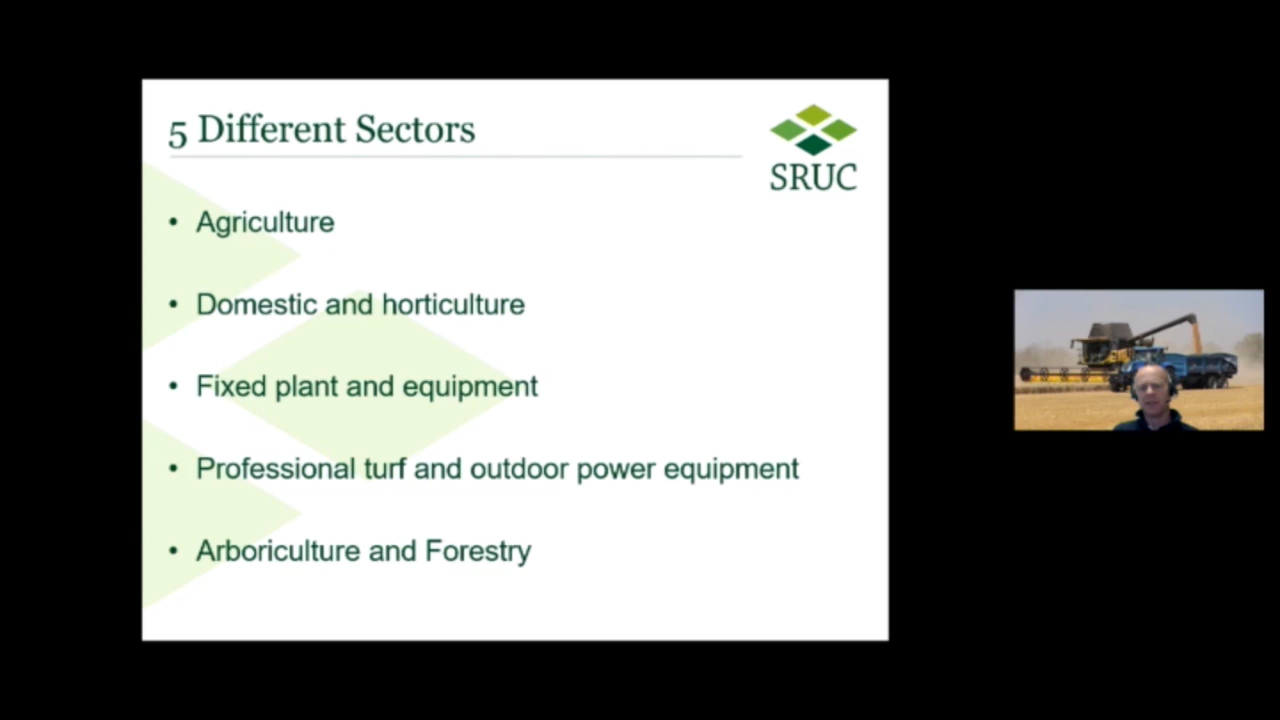 5 Different Sectors
SRUC
• Agriculture
• Domestic and horticulture
• Fixed plant and equipment
• Professional turf and outdoor power equipment
• Arboriculture and Forestry